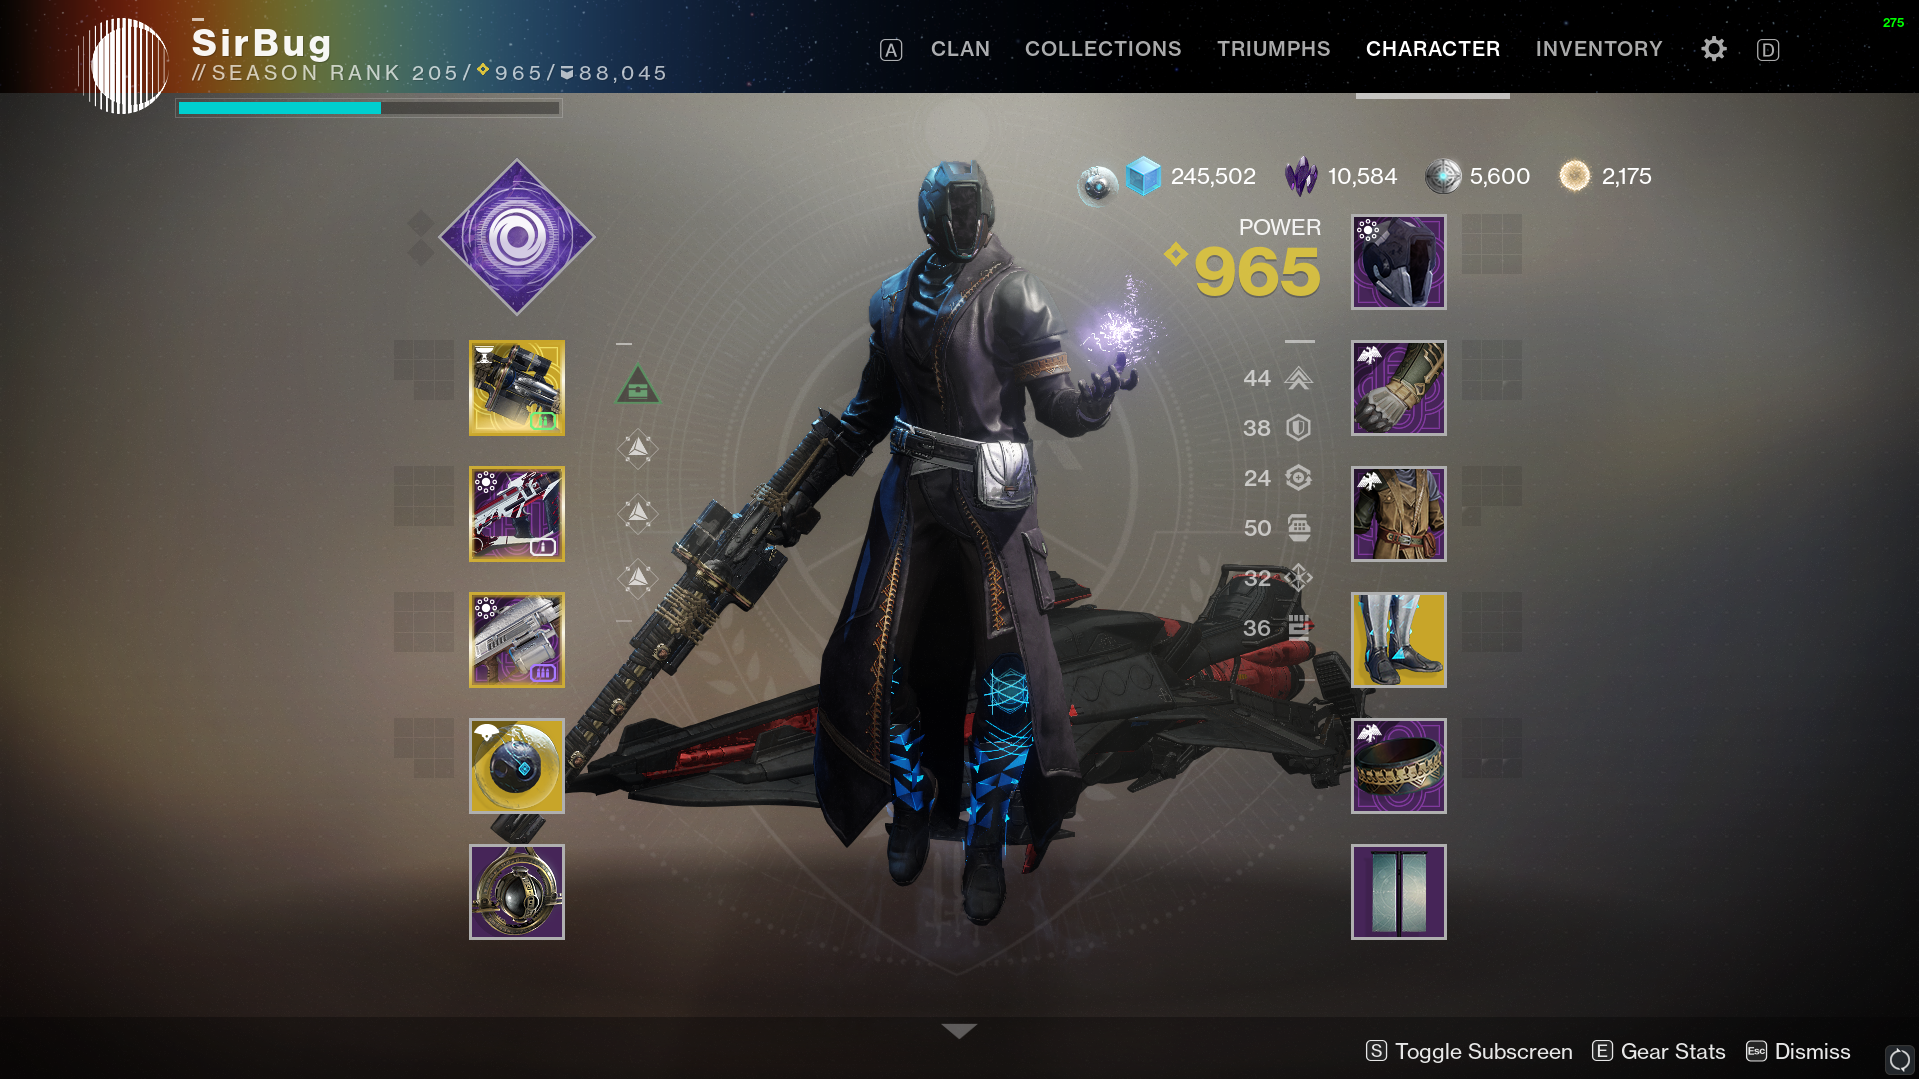 SirBug
A CLAN COLLECTIONS TRIUMPHS CHARACTER INVENTORY D
275
// SEASON RANK 205/965/88,045
245,502 10,584 5,600 2,175
POWER
965
44
38
24
50
32
36
S Toggle Subscreen E Gear Stats Esc Dismiss